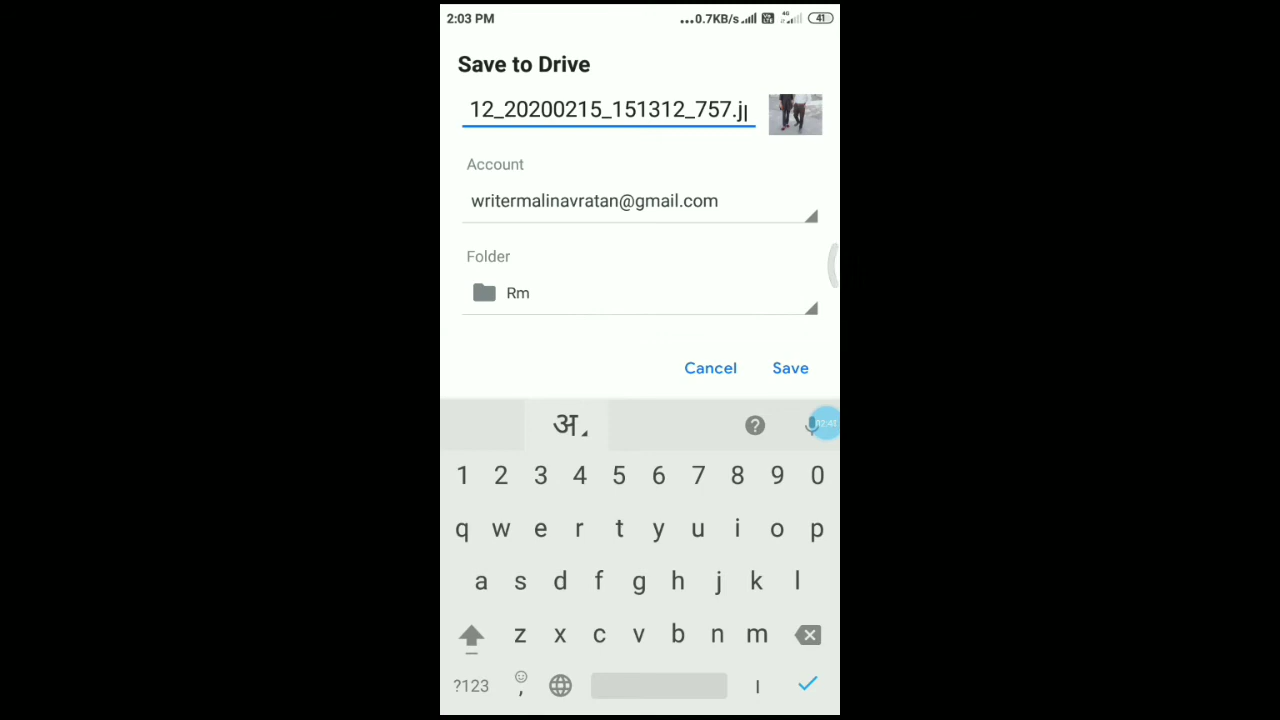 2:03 PM ...0.7KB/s 4G 41
Save to Drive
12_20200215_151312_757.j
Account
writermalinavratan@gmail.com
Folder
Rm
Cancel Save
अ ?
1 2 3 4 5 6 7 8 9 0
q w e r t y u i o p
a s d f g h j k l
z x c v b n m
?123 , ।